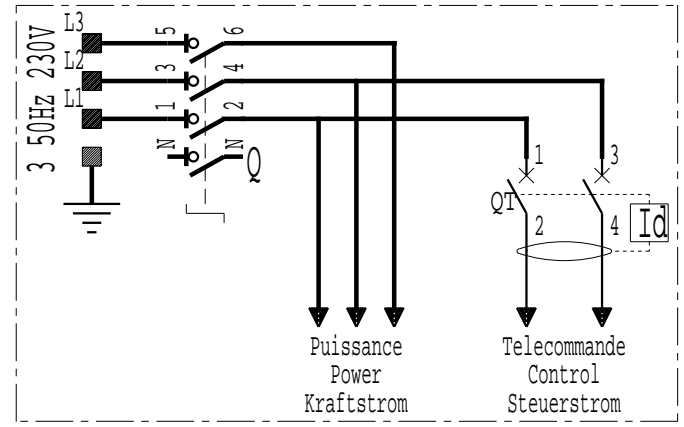 3 50Hz 230V
L3
L2
L1
5
6
3
4
1
2
N
N
Q
1
3
QT
2
4
Id
Puissance
Power
Kraftstrom
Telecommande
Control
Steuerstrom